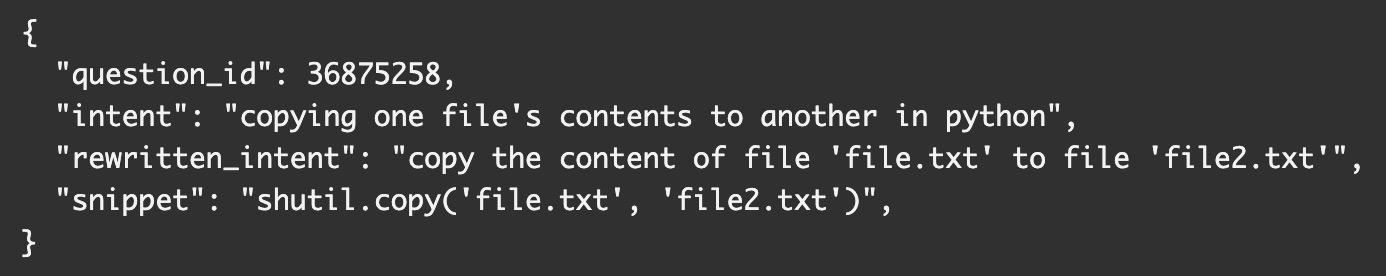 {
  "question_id": 36875258,
  "intent": "copying one file's contents to another in python",
  "rewritten_intent": "copy the content of file 'file.txt' to file 'file2.txt'",
  "snippet": "shutil.copy('file.txt', 'file2.txt')",
}